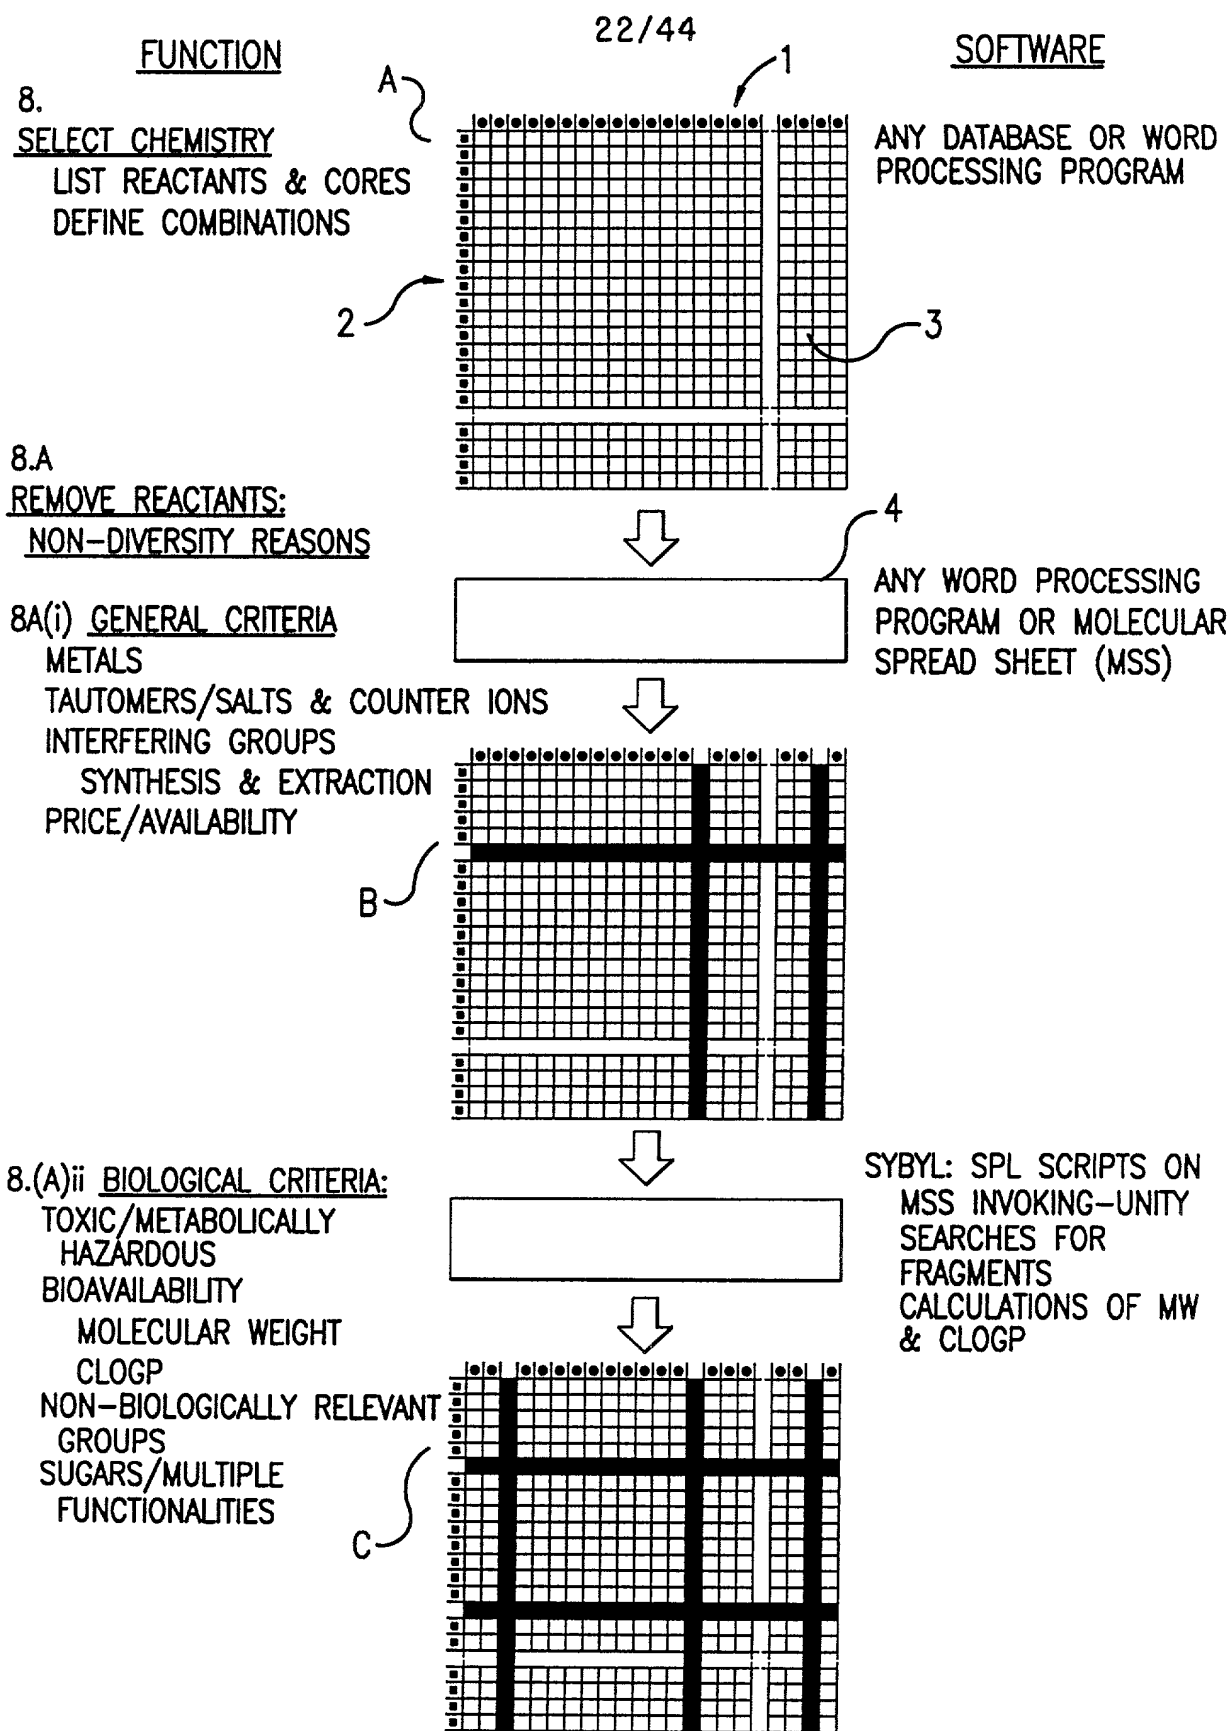 22/44
FUNCTION
SOFTWARE
A
1
8.
SELECT CHEMISTRY
LIST REACTANTS & CORES
DEFINE COMBINATIONS
ANY DATABASE OR WORD
PROCESSING PROGRAM
2
3
8.A
REMOVE REACTANTS:
NON-DIVERSITY REASONS
4
ANY WORD PROCESSING
PROGRAM OR MOLECULAR
SPREAD SHEET (MSS)
8A(i) GENERAL CRITERIA
METALS
TAUTOMERS/SALTS & COUNTER IONS
INTERFERING GROUPS
SYNTHESIS & EXTRACTION
PRICE/AVAILABILITY
B
8.(A)ii BIOLOGICAL CRITERIA:
TOXIC/METABOLICALLY
HAZARDOUS
BIOAVAILABILITY
MOLECULAR WEIGHT
CLOGP
NON-BIOLOGICALLY RELEVANT
GROUPS
SUGARS/MULTIPLE
FUNCTIONALITIES
SYBYL: SPL SCRIPTS ON
MSS INVOKING-UNITY
SEARCHES FOR
FRAGMENTS
CALCULATIONS OF MW
& CLOGP
C